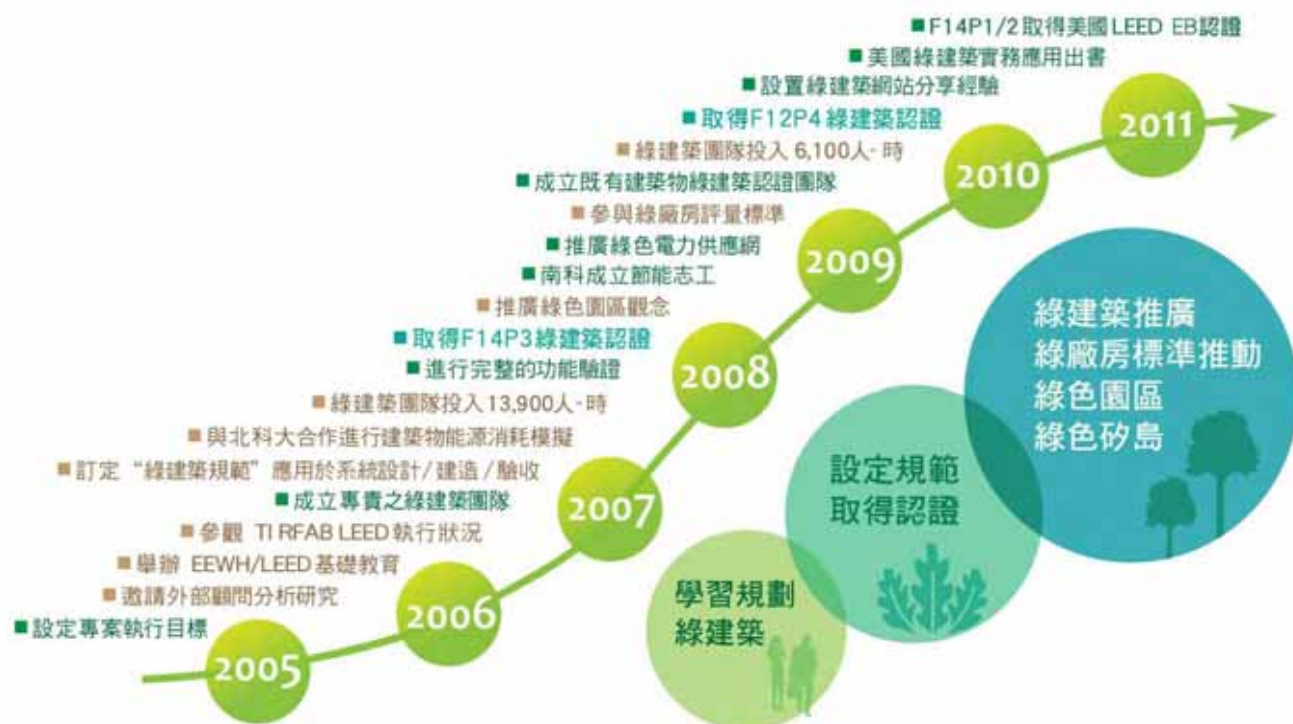 ■F14P1/2取得美國LEED EB認證
■美國綠建築實務應用出書
■設置綠建築網站分享經驗
■取得F12P4綠建築認證
■綠建築團隊投入 6,100人-時
■成立既有建築物綠建築認證團隊
■參與綠廠房評量標準
■推廣綠色電力供應網
■南科成立節能志工
■推廣綠色園區觀念
■取得F14P3綠建築認證
■進行完整的功能驗證
■綠建築團隊投入13,900人-時
■與北科大合作進行建築物能源消耗模擬
■訂定“綠建築規範”應用於系統設計/建造/驗收
■成立專責之綠建築團隊
■參觀 TI RFAB LEED執行狀況
■舉辦 EEWH/LEED基礎教育
■邀請外部顧問分析研究
■設定專案執行目標
2005
2006
2007
2008
2009
2010
2011
學習規劃
綠建築
設定規範
取得認證
綠建築推廣
綠廠房標準推動
綠色園區
綠色矽島